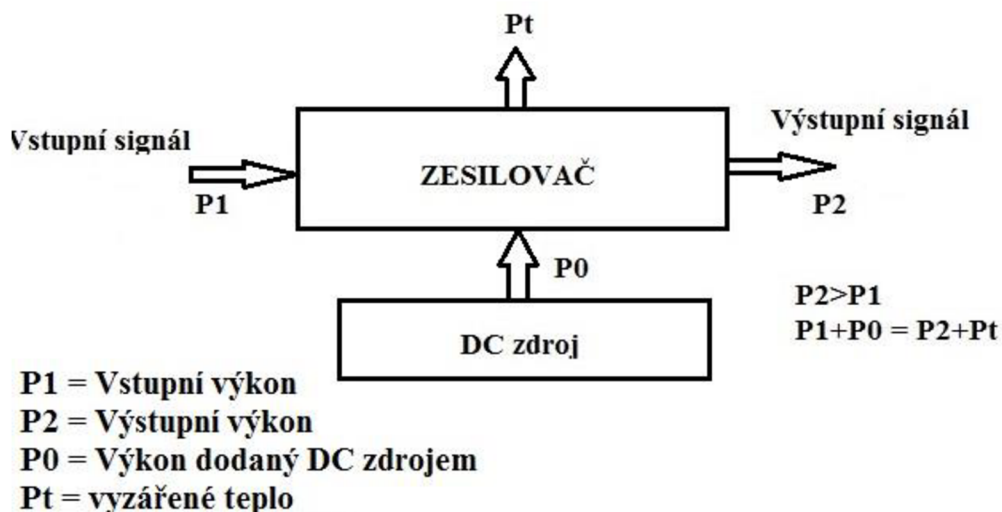 Pt
Vstupní signál
Výstupní signál
ZESILOVAČ
P1
P2
P0
P2>P1
P1+P0 = P2+Pt
DC zdroj
P1 = Vstupní výkon
P2 = Výstupní výkon
P0 = Výkon dodaný DC zdrojem
Pt = vyzářené teplo